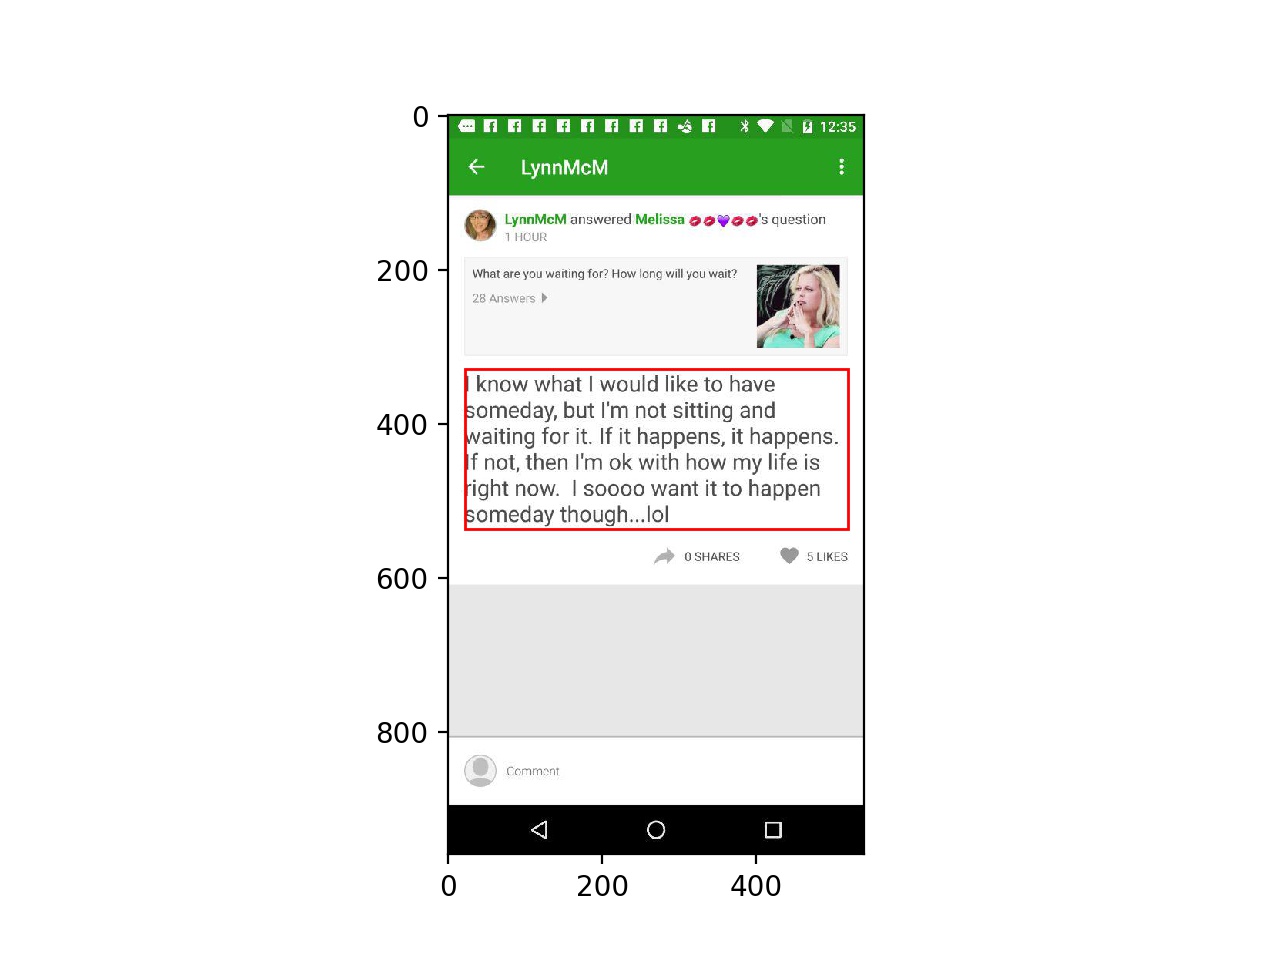 0
12:35
LynnMcM
LynnMcM answered Melissa 💋💋💜💋💋's question
1 HOUR
200
What are you waiting for? How long will you wait?
28 Answers
I know what I would like to have
someday, but I'm not sitting and
400
waiting for it. If it happens, it happens.
If not, then I'm ok with how my life is
right now.  I soooo want it to happen
someday though...lol
0 SHARES
5 LIKES
600
800
Comment
0
200
400